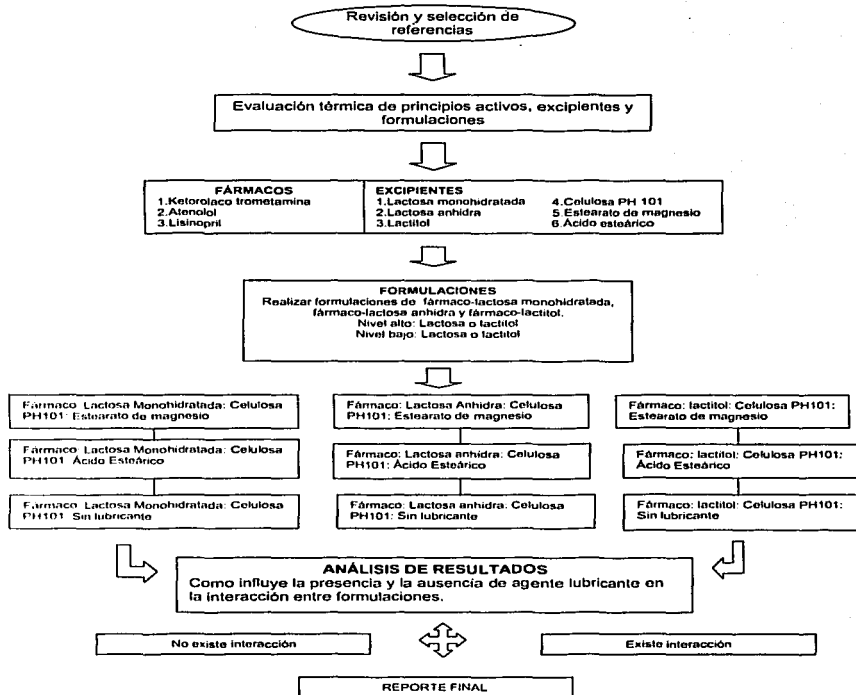 Revisión y selección de
referencias
Evaluación térmica de principios activos, excipientes y
formulaciones
FÁRMACOS
1.Ketorolaco trometamina
2.Atenolol
3.Lisinopril
EXCIPIENTES
1.Lactosa monohidratada
2.Lactosa anhidra
3.Lactitol
4.Celulosa PH 101
5.Estearato de magnesio
6.Ácido esteárico
FORMULACIONES
Realizar formulaciones de fármaco-lactosa monohidratada,
fármaco-lactosa anhidra y fármaco-lactitol.
Nivel alto: Lactosa o lactitol
Nivel bajo: Lactosa o lactitol
Fármaco: Lactosa Monohidratada: Celulosa
PH101: Estearato de magnesio
Fármaco: Lactosa Monohidratada: Celulosa
PH101 Ácido Esteárico
Fármaco: Lactosa Monohidratada: Celulosa
PH101 Sin lubricante
Fármaco: Lactosa Anhidra: Celulosa
PH101: Estearato de magnesio
Fármaco: Lactosa anhidra: Celulosa
PH101: Ácido Esteárico
Fármaco: Lactosa anhidra: Celulosa
PH101: Sin lubricante
Fármaco: lactitol: Celulosa PH101:
Estearato de magnesio
Fármaco: lactitol: Celulosa PH101:
Ácido Esteárico
Fármaco: lactitol: Celulosa PH101:
Sin lubricante
ANÁLISIS DE RESULTADOS
Como influye la presencia y la ausencia de agente lubricante en
la interacción entre formulaciones.
No existe interacción
Existe interacción
REPORTE FINAL